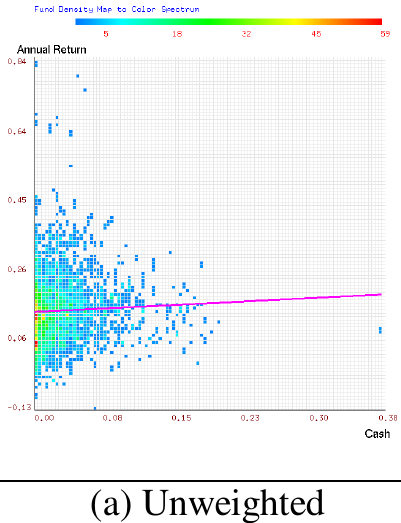 Fund Density Map to Color Spectrum
5 18 32 45 59
Annual Return
0.84
0.64
0.45
0.26
0.06
-0.13
0.00 0.08 0.15 0.23 0.30 0.38
Cash
(a) Unweighted